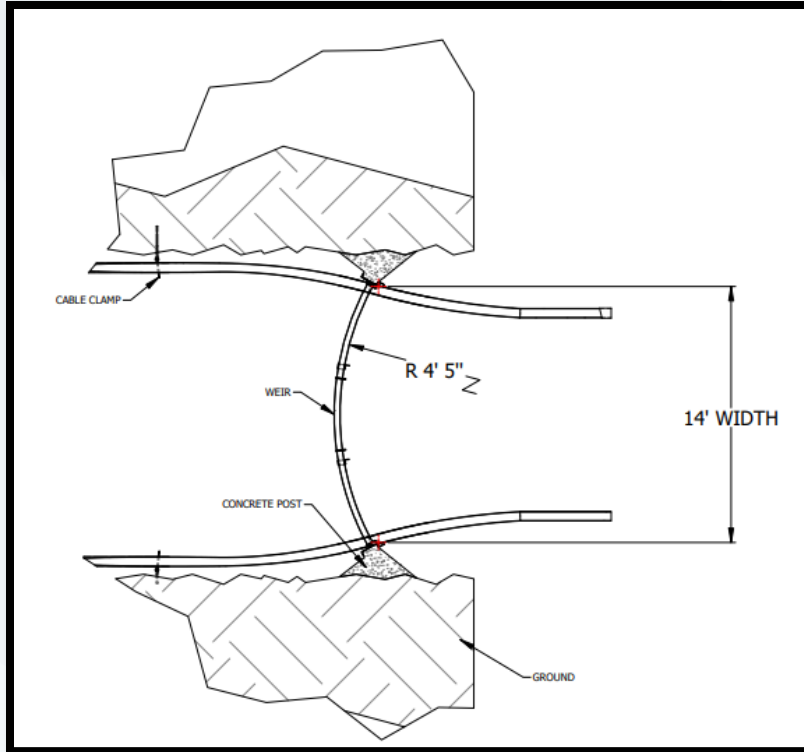 CABLE CLAMP
R 4' 5"
WEIR
14' WIDTH
CONCRETE POST
GROUND